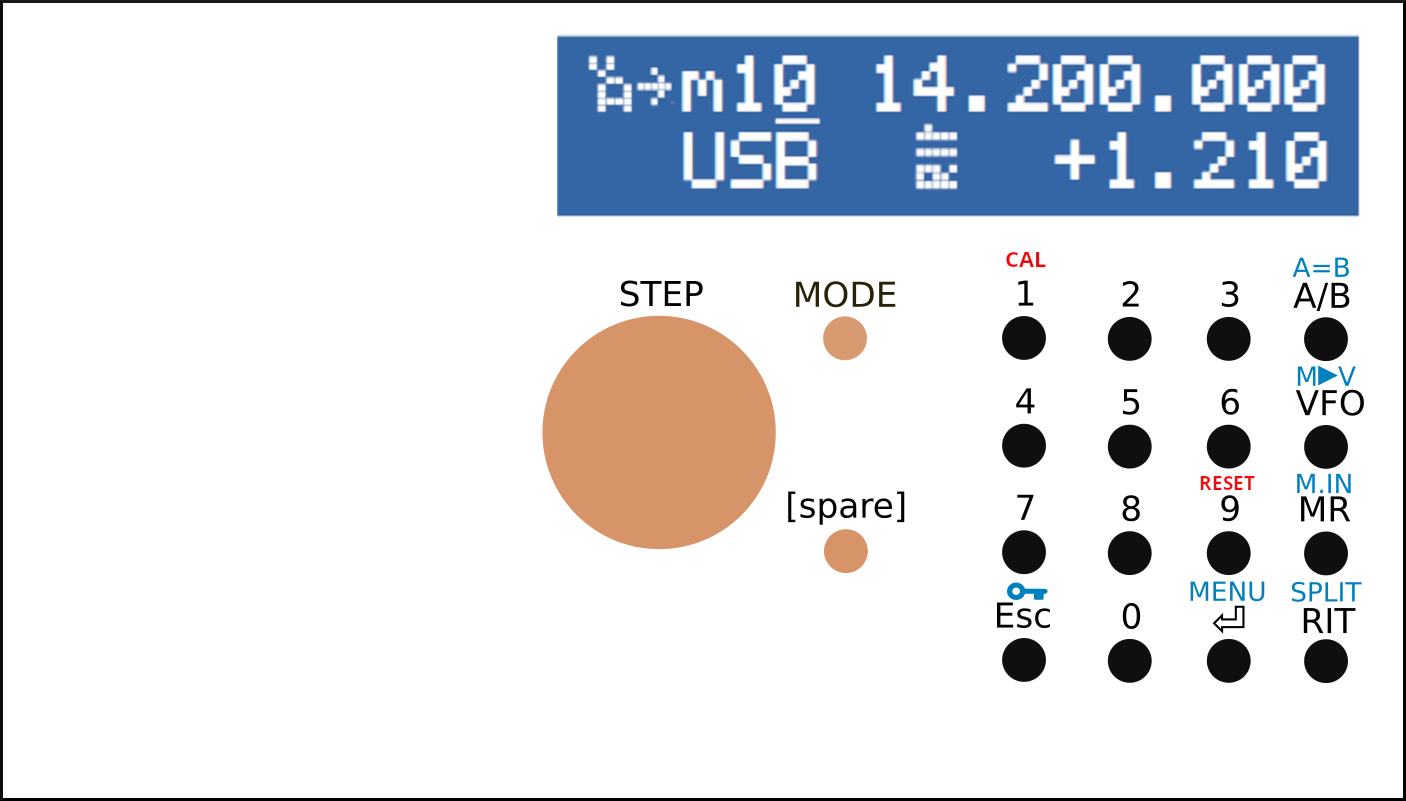 →m10 14.200.000
USB +1.210
CAL
A=B
STEP MODE 1 2 3 A/B
M▶V
4 5 6 VFO
RESET M.IN
[spare] 7 8 9 MR
MENU SPLIT
Esc 0 ⏎ RIT